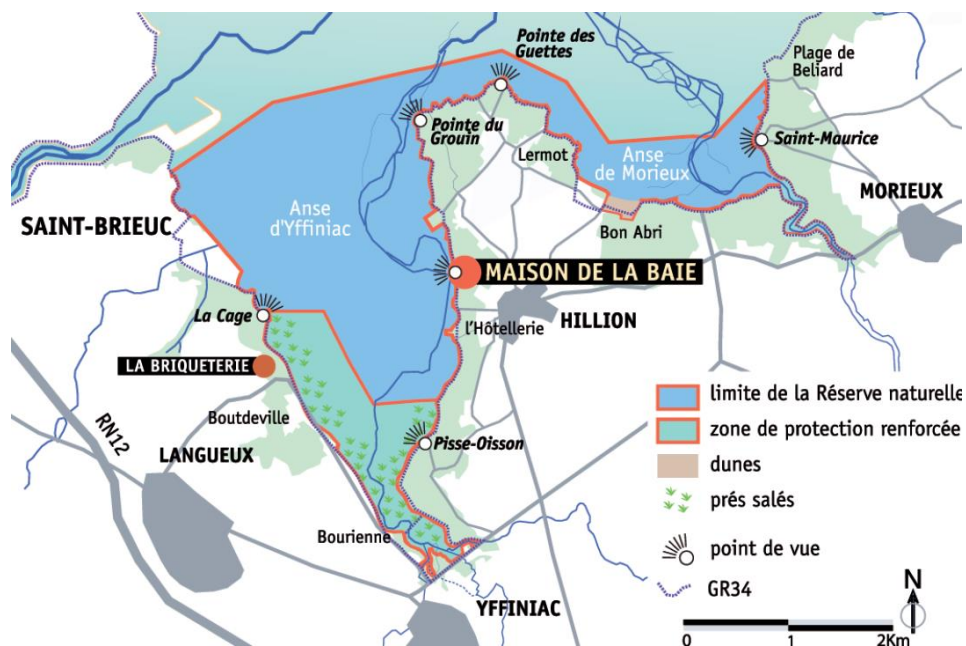 Pointe des
Guettes
Plage de
Beliard
Pointe du
Grouin
Lermot
Anse
de Morieux
Saint-Maurice
MORIEUX
SAINT-BRIEUC
Anse
d'Yffiniac
Bon Abri
MAISON DE LA BAIE
La Cage
l'Hôtellerie
HILLION
LA BRIQUETERIE
Boutdeville
RN12
LANGUEUX
Pisse-Oisson
Bourienne
YFFINIAC
limite de la Réserve naturelle
zone de protection renforcée
dunes
prés salés
point de vue
GR34
N
0 1 2Km